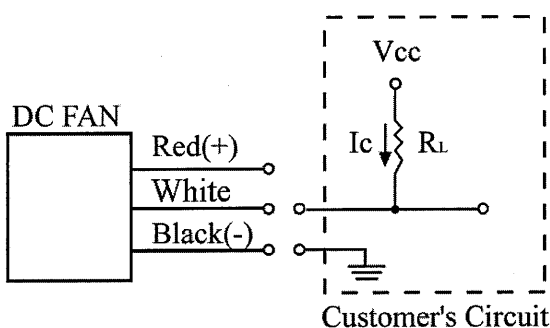 Vcc
DC FAN
Red(+)
Ic RL
White
Black(-)
Customer's Circuit